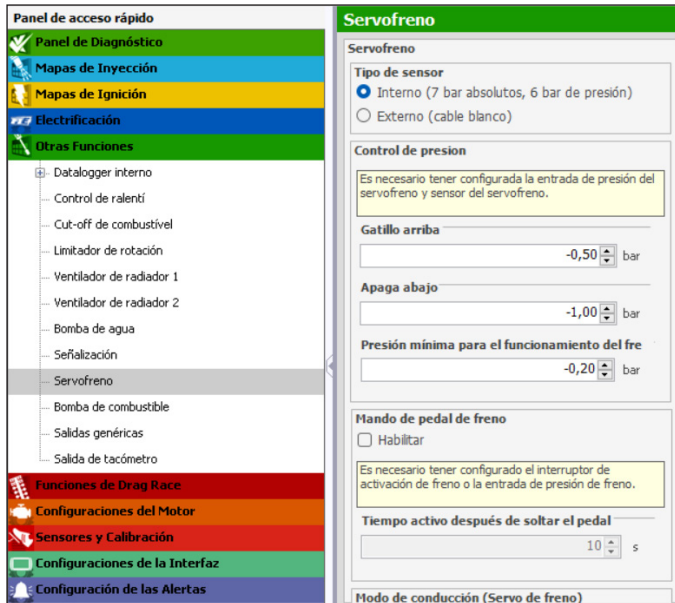 Panel de acceso rápido
Panel de Diagnóstico
Mapas de Inyección
Mapas de Ignición
Electrificación
Otras Funciones
Datalogger interno
Control de ralentí
Cut-off de combustível
Limitador de rotación
Ventilador de radiador 1
Ventilador de radiador 2
Bomba de agua
Señalización
Servofreno
Bomba de combustible
Salidas genéricas
Salida de tacómetro
Funciones de Drag Race
Configuraciones del Motor
Sensores y Calibración
Configuraciones de la Interfaz
Configuración de las Alertas
Servofreno
Servofreno
Tipo de sensor
Interno (7 bar absolutos, 6 bar de presión)
Externo (cable blanco)
Control de presion
Es necesario tener configurada la entrada de presión del
servofreno y sensor del servofreno.
Gatillo arriba
-0,50 bar
Apaga abajo
-1,00 bar
Presión mínima para el funcionamiento del fre
-0,20 bar
Mando de pedal de freno
Habilitar
Es necesario tener configurado el interruptor de
activación de freno o la entrada de presión de freno.
Tiempo activo después de soltar el pedal
10 s
Modo de conducción (Servo de freno)